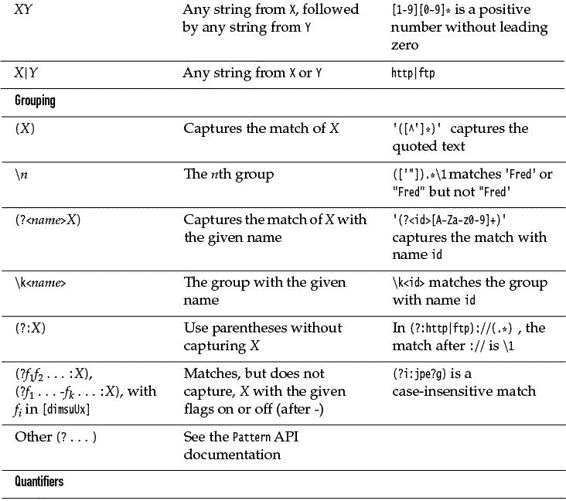 XY Any string from X, followed [1-9][0-9]* is a positive
by any string from Y number without leading
zero
X|Y Any string from X or Y http|ftp
Grouping
(X) Captures the match of X '([^']*)' captures the
quoted text
\n The nth group (['"]).*\1 matches 'Fred' or
"Fred" but not "Fred'
(?<name>X) Captures the match of X with '(?<id>[A-Za-z0-9]+)'
the given name captures the match with
name id
\k<name> The group with the given \k<id> matches the group
name with name id
(?:X) Use parentheses without In (?:http|ftp)://(.*) , the
capturing X match after :// is \1
(?f₁f₂ . . . :X), Matches, but does not (?i:jpe?g) is a
(?f₁ . . . -fₖ . . . :X), with capture, X with the given case-insensitive match
fᵢ in [dimsuUx] flags on or off (after -)
Other (? . . . ) See the Pattern API
documentation
Quantifiers